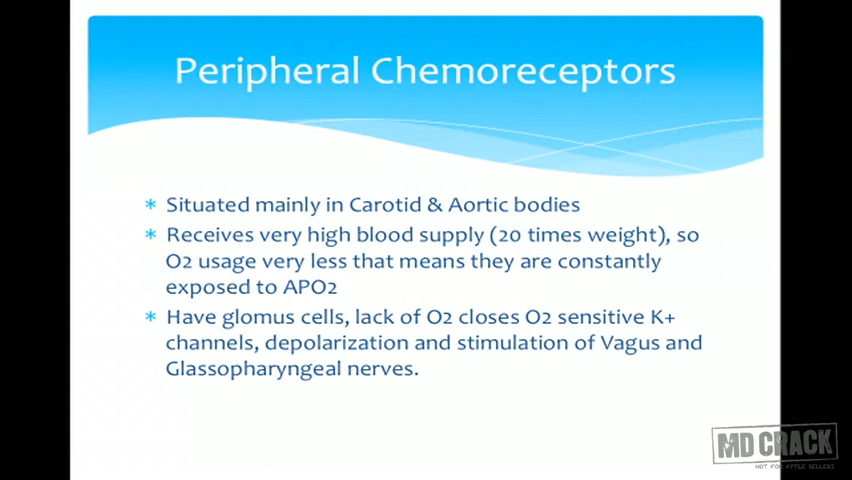 Peripheral Chemoreceptors
* Situated mainly in Carotid & Aortic bodies
* Receives very high blood supply (20 times weight), so
O2 usage very less that means they are constantly
exposed to APO2
* Have glomus cells, lack of O2 closes O2 sensitive K+
channels, depolarization and stimulation of Vagus and
Glassopharyngeal nerves.
MD CRACK
NOT FOR APPLE SELLERS